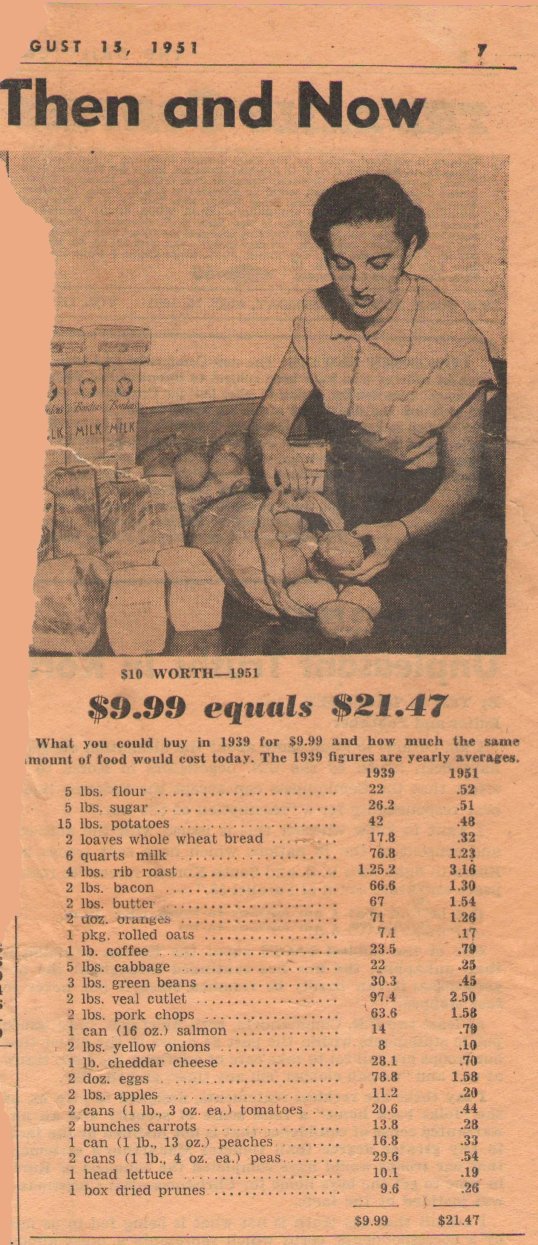 GUST 15, 1951 7
Then and Now
Borden's Borden's
MILK MILK
$10 WORTH—1951
$9.99 equals $21.47
What you could buy in 1939 for $9.99 and how much the same
mount of food would cost today. The 1939 figures are yearly averages.
1939 1951
5 lbs. flour 22 .52
5 lbs. sugar 26.2 .51
15 lbs. potatoes 42 .48
2 loaves whole wheat bread 17.8 .32
6 quarts milk 76.8 1.23
4 lbs. rib roast 1.25.2 3.16
2 lbs. bacon 66.6 1.30
2 lbs. butter 67 1.54
2 doz. oranges 71 1.26
1 pkg. rolled oats 7.1 .17
1 lb. coffee 23.5 .79
5 lbs. cabbage 22 .25
3 lbs. green beans 30.3 .45
2 lbs. veal cutlet 97.4 2.50
2 lbs. pork chops 63.6 1.58
1 can (16 oz.) salmon 14 .79
2 lbs. yellow onions 8 .10
1 lb. cheddar cheese 28.1 .70
2 doz. eggs 78.8 1.58
2 lbs. apples 11.2 .20
2 cans (1 lb., 3 oz. ea.) tomatoes 20.6 .44
2 bunches carrots 13.8 .28
1 can (1 lb., 13 oz.) peaches 16.8 .33
2 cans (1 lb., 4 oz. ea.) peas 29.6 .54
1 head lettuce 10.1 .19
1 box dried prunes 9.6 .26
$9.99 $21.47